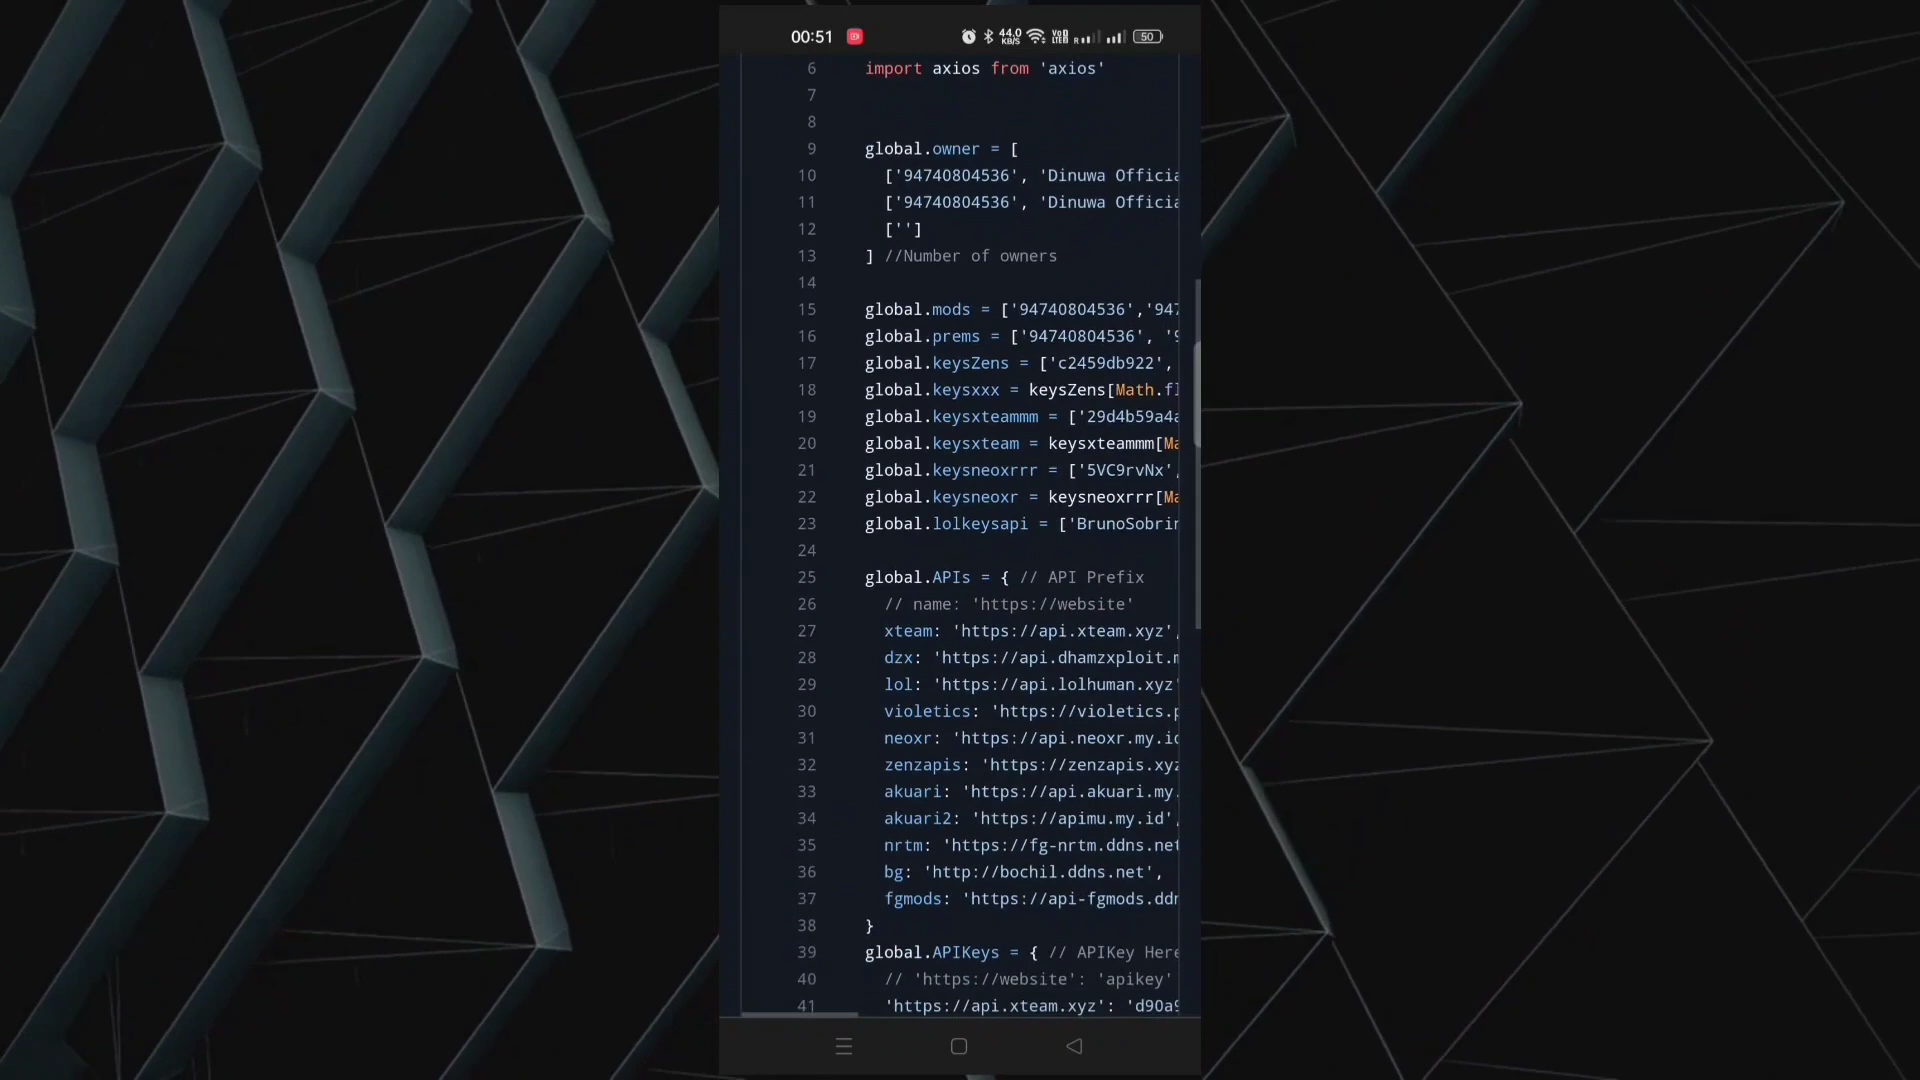 00:51 44.0 KB/S VoD LTE R 50
6 import axios from 'axios'
7
8
9 global.owner = [
10 ['94740804536', 'Dinuwa Officia
11 ['94740804536', 'Dinuwa Officia
12 ['']
13 ] //Number of owners
14
15 global.mods = ['94740804536','947
16 global.prems = ['94740804536', '9
17 global.keysZens = ['c2459db922',
18 global.keysxxx = keysZens[Math.fl
19 global.keysxteammm = ['29d4b59a4a
20 global.keysxteam = keysxteammm[Ma
21 global.keysneoxrrr = ['5VC9rvNx',
22 global.keysneoxr = keysneoxrrr[Ma
23 global.lolkeysapi = ['BrunoSobrin
24
25 global.APIs = { // API Prefix
26 // name: 'https://website'
27 xteam: 'https://api.xteam.xyz',
28 dzx: 'https://api.dhamzxploit.m
29 lol: 'https://api.lolhuman.xyz'
30 violetics: 'https://violetics.p
31 neoxr: 'https://api.neoxr.my.id
32 zenzapis: 'https://zenzapis.xyz
33 akuari: 'https://api.akuari.my.
34 akuari2: 'https://apimu.my.id',
35 nrtm: 'https://fg-nrtm.ddns.net
36 bg: 'http://bochil.ddns.net',
37 fgmods: 'https://api-fgmods.ddn
38 }
39 global.APIKeys = { // APIKey Here
40 // 'https://website': 'apikey'
41 'https://api.xteam.xyz': 'd90a9